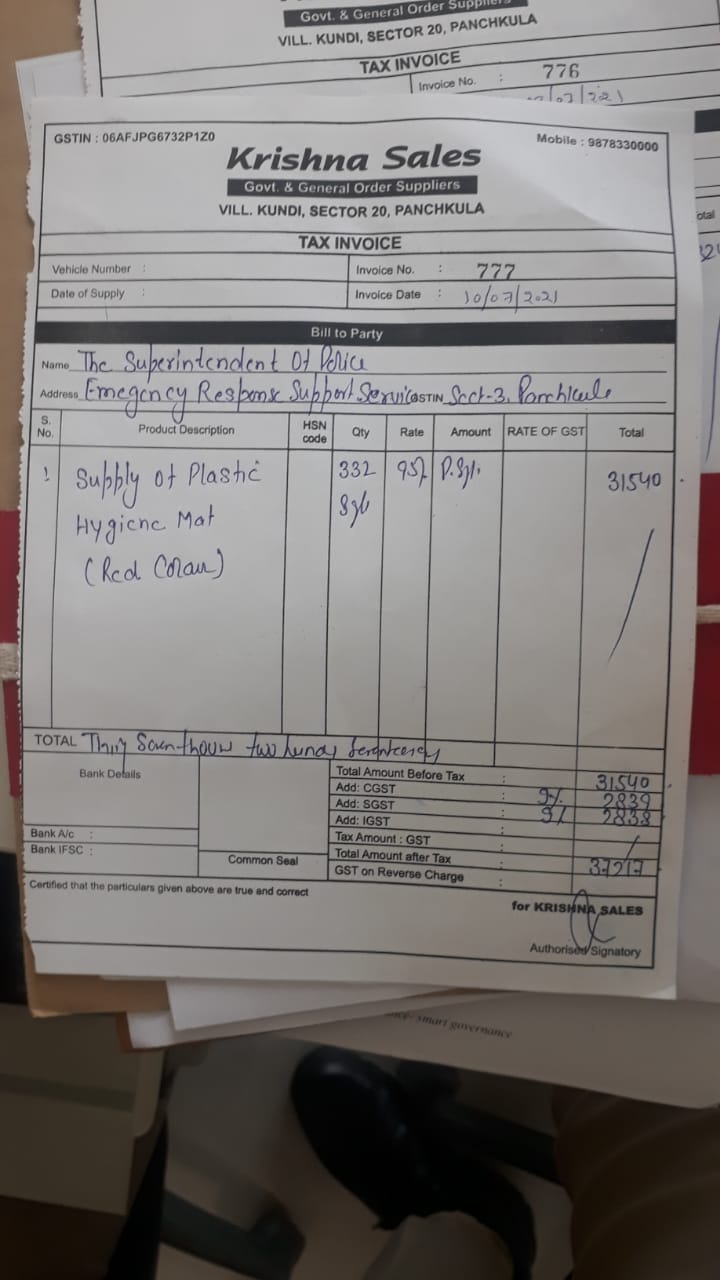 Govt. & General Order Suppliers
VILL. KUNDI, SECTOR 20, PANCHKULA
TAX INVOICE
Invoice No. : 776
GSTIN : 06AFJPG6732P1Z0
Mobile : 9878330000
Krishna Sales
Govt. & General Order Suppliers
VILL. KUNDI, SECTOR 20, PANCHKULA
TAX INVOICE
Vehicle Number :
Invoice No. : 777
Date of Supply :
Invoice Date : 10/07/2021
Bill to Party
Name The Superintendent Of Police
Address Emegency Response Support Service GSTIN Sect-3, Panchkula
S. No. Product Description HSN code Qty Rate Amount RATE OF GST Total
1 Supply of Plastic 332 95/ 31540
Hygiene Mat
(Red Colour)
TOTAL Thirty Seven thousand two hundred
Bank Details
Total Amount Before Tax : 31540
Add: CGST : 9% 2839
Add: SGST : 9% 2838
Add: IGST :
Bank A/c :
Tax Amount : GST :
Bank IFSC :
Common Seal
Total Amount after Tax : 37217
GST on Reverse Charge :
Certified that the particulars given above are true and correct
for KRISHNA SALES
Authorised Signatory
smart governance